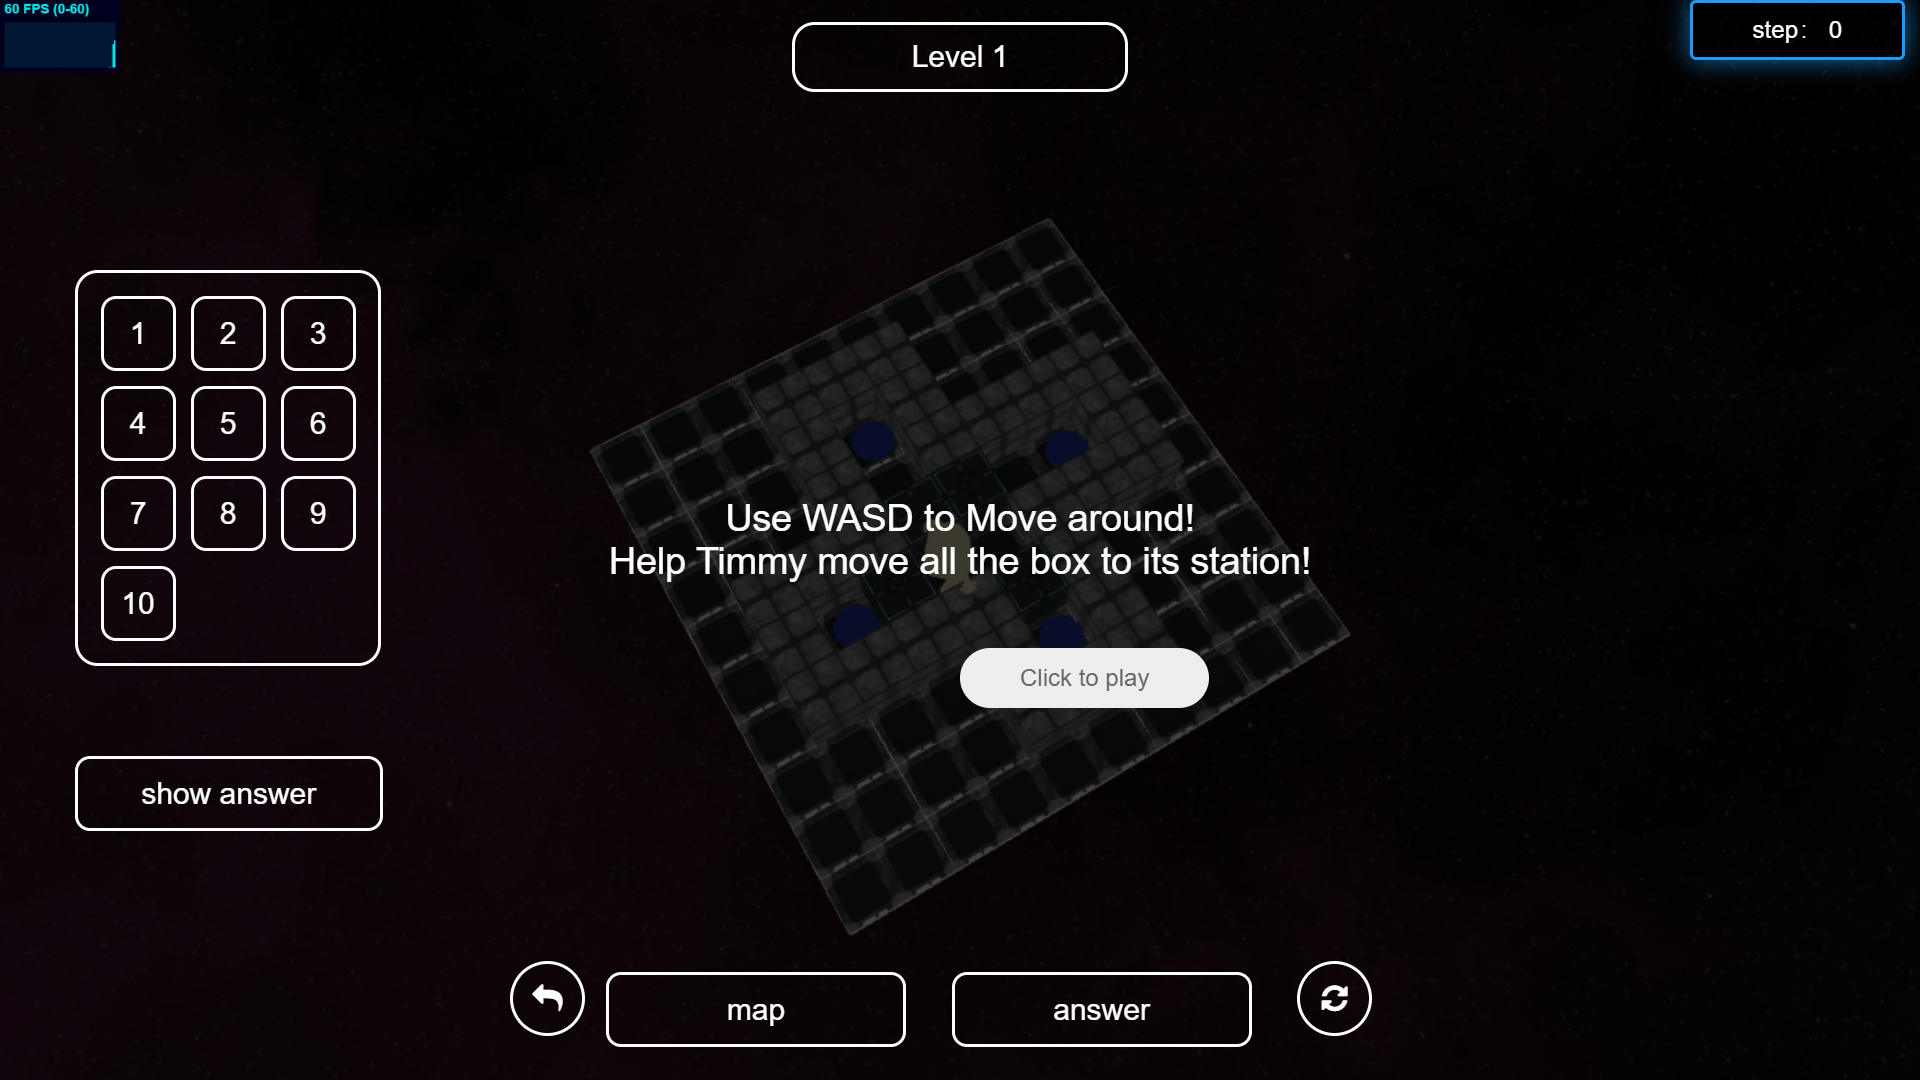 60 FPS (0-60)
Level 1
step: 0
1 2 3
4 5 6
7 8 9
10
Use WASD to Move around!
Help Timmy move all the box to its station!
Click to play
show answer
map
answer